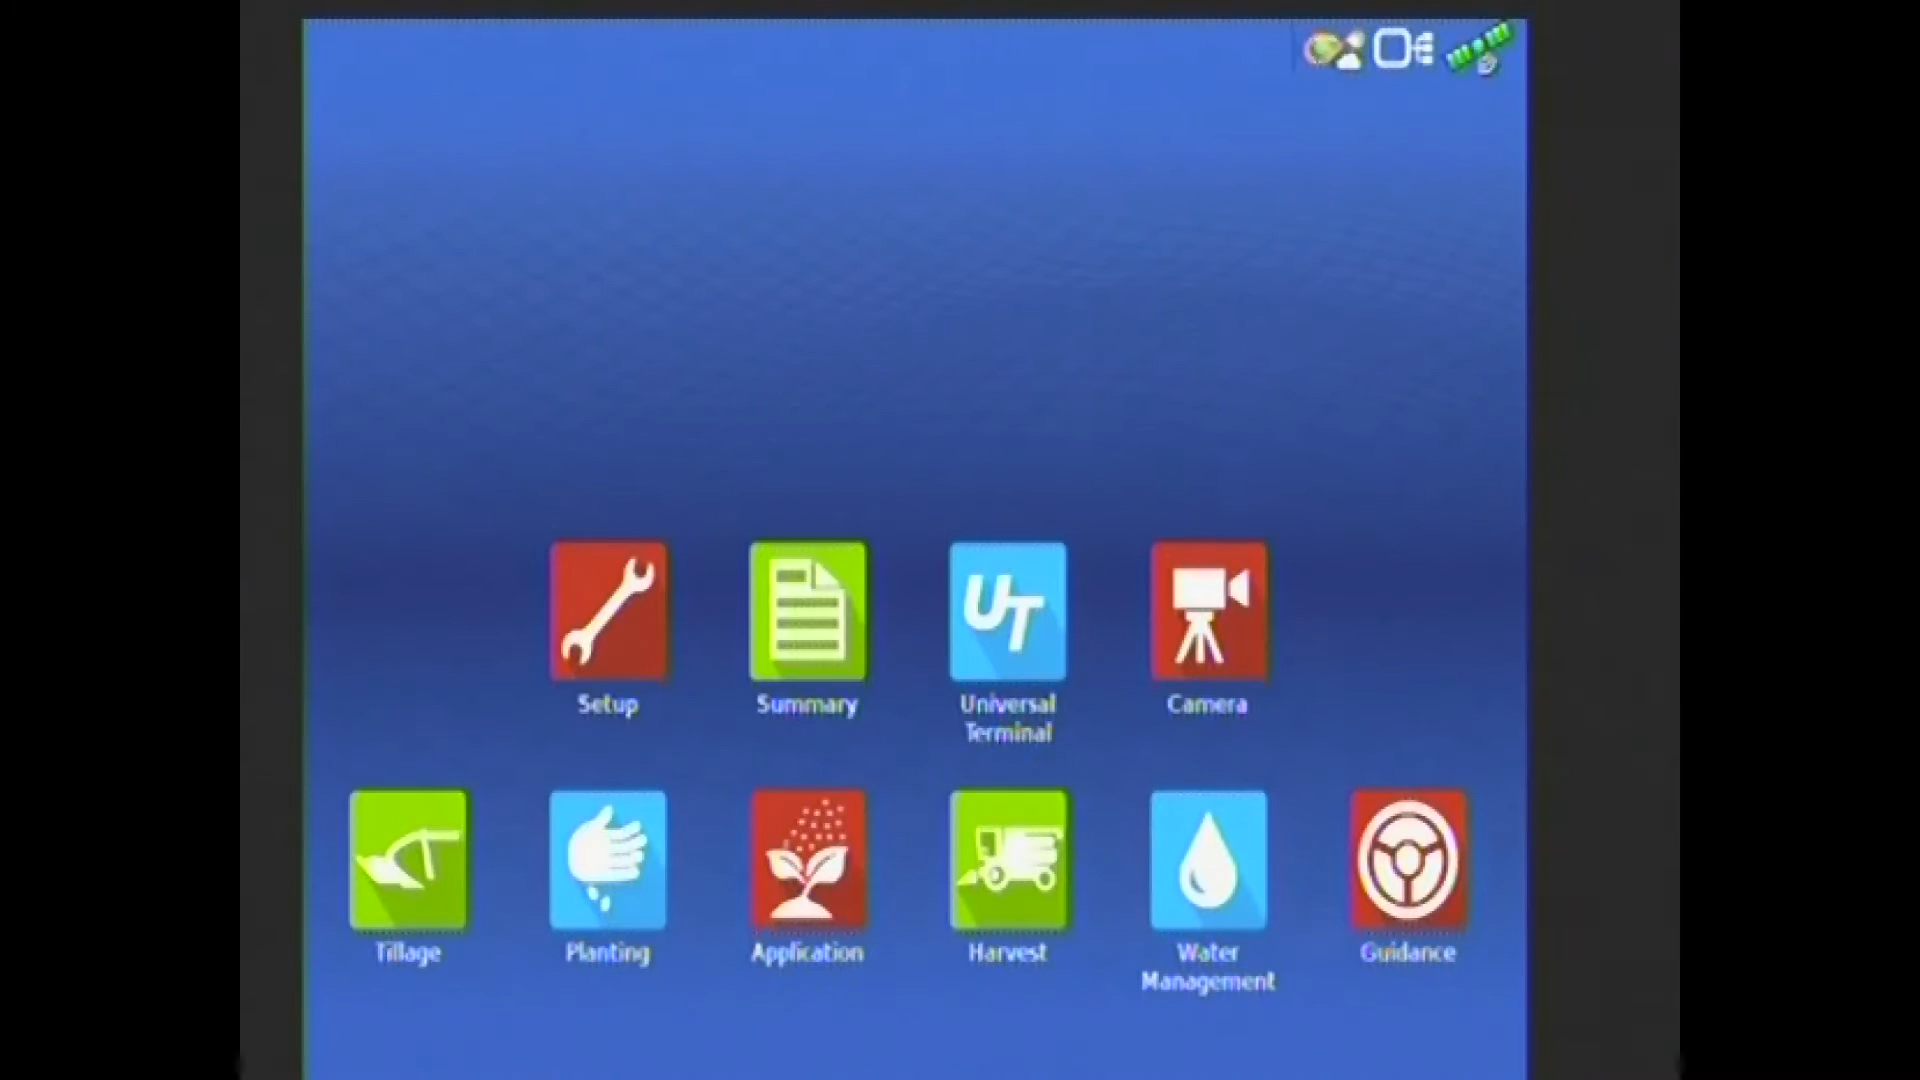 UT
Setup
Summary
Universal
Terminal
Camera
Tillage
Planting
Application
Harvest
Water
Management
Guidance